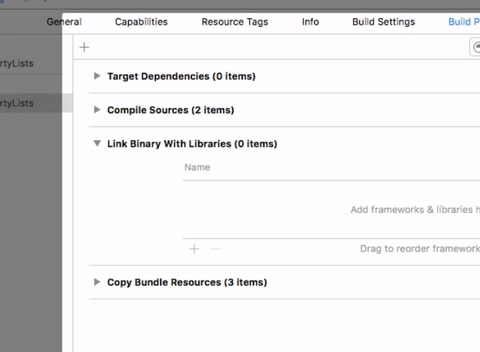 General Capabilities Resource Tags Info Build Settings Build P
rtyLists
Target Dependencies (0 items)
rtyLists
Compile Sources (2 items)
Link Binary With Libraries (0 items)
Name
Add frameworks & libraries h
Drag to reorder framework
Copy Bundle Resources (3 items)